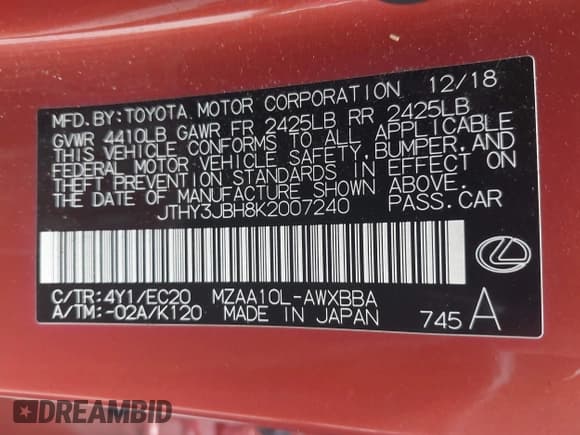 MFD. BY: TOYOTA MOTOR CORPORATION 12/18
GVWR 4410LB GAWR FR 2425LB RR 2425LB
THIS VEHICLE CONFORMS TO ALL APPLICABLE
FEDERAL MOTOR VEHICLE SAFETY, BUMPER, AND
THEFT PREVENTION STANDARDS IN EFFECT ON
THE DATE OF MANUFACTURE SHOWN ABOVE.
JTHY3JBH8K2007240 PASS.CAR
C/TR: 4Y1/EC20 MZAA10L-AWXBBA
A/TM: -02A/K120 MADE IN JAPAN 745 A
DREAMBID